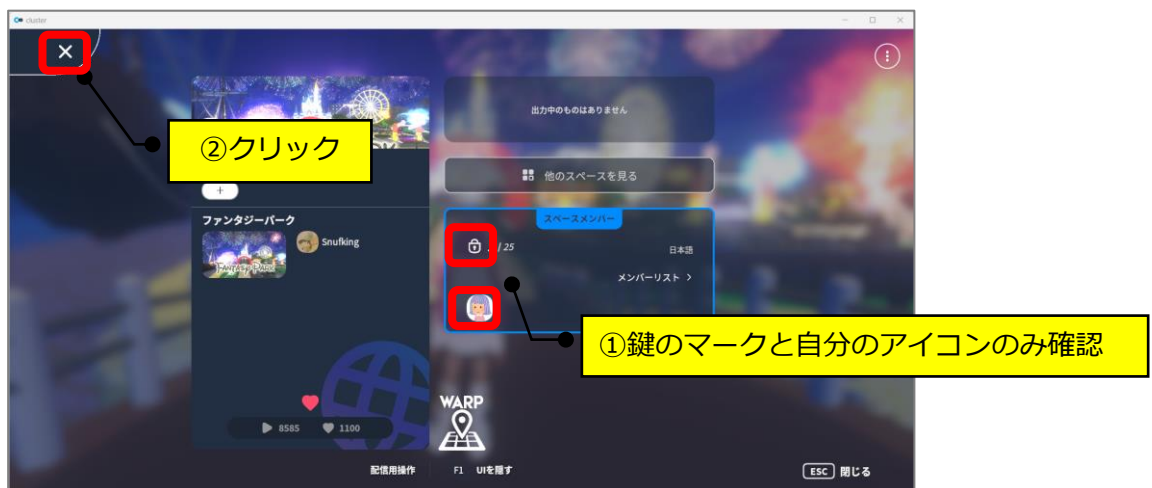 cluster
出力中のものはありません
②クリック
他のスペースを見る
+
ファンタジーパーク
Snufking
FANTASY PARK
スペースメンバー
/ 25
日本語
メンバーリスト >
①鍵のマークと自分のアイコンのみ確認
WARP
8585
1100
配信用操作
F1 UIを隠す
ESC 閉じる